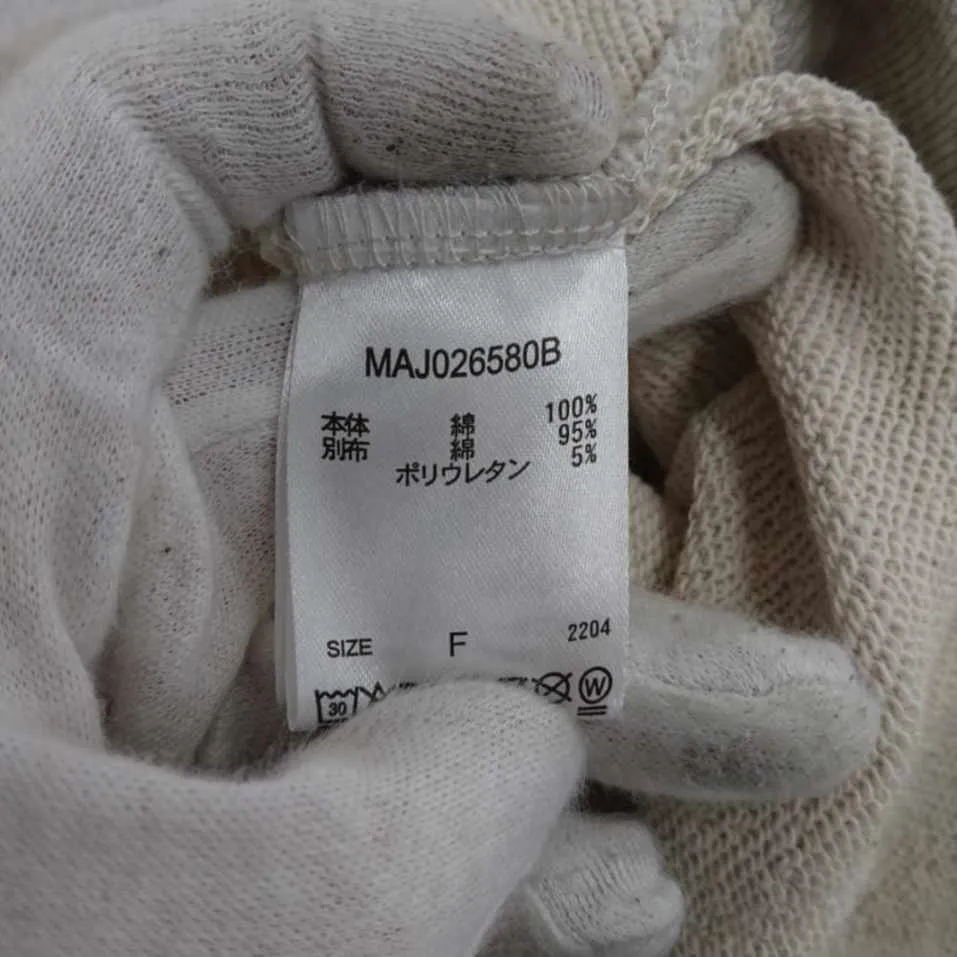 MAJ026580B
本体 綿 100%
別布 綿 95%
ポリウレタン 5%
SIZE F 2204
30 W